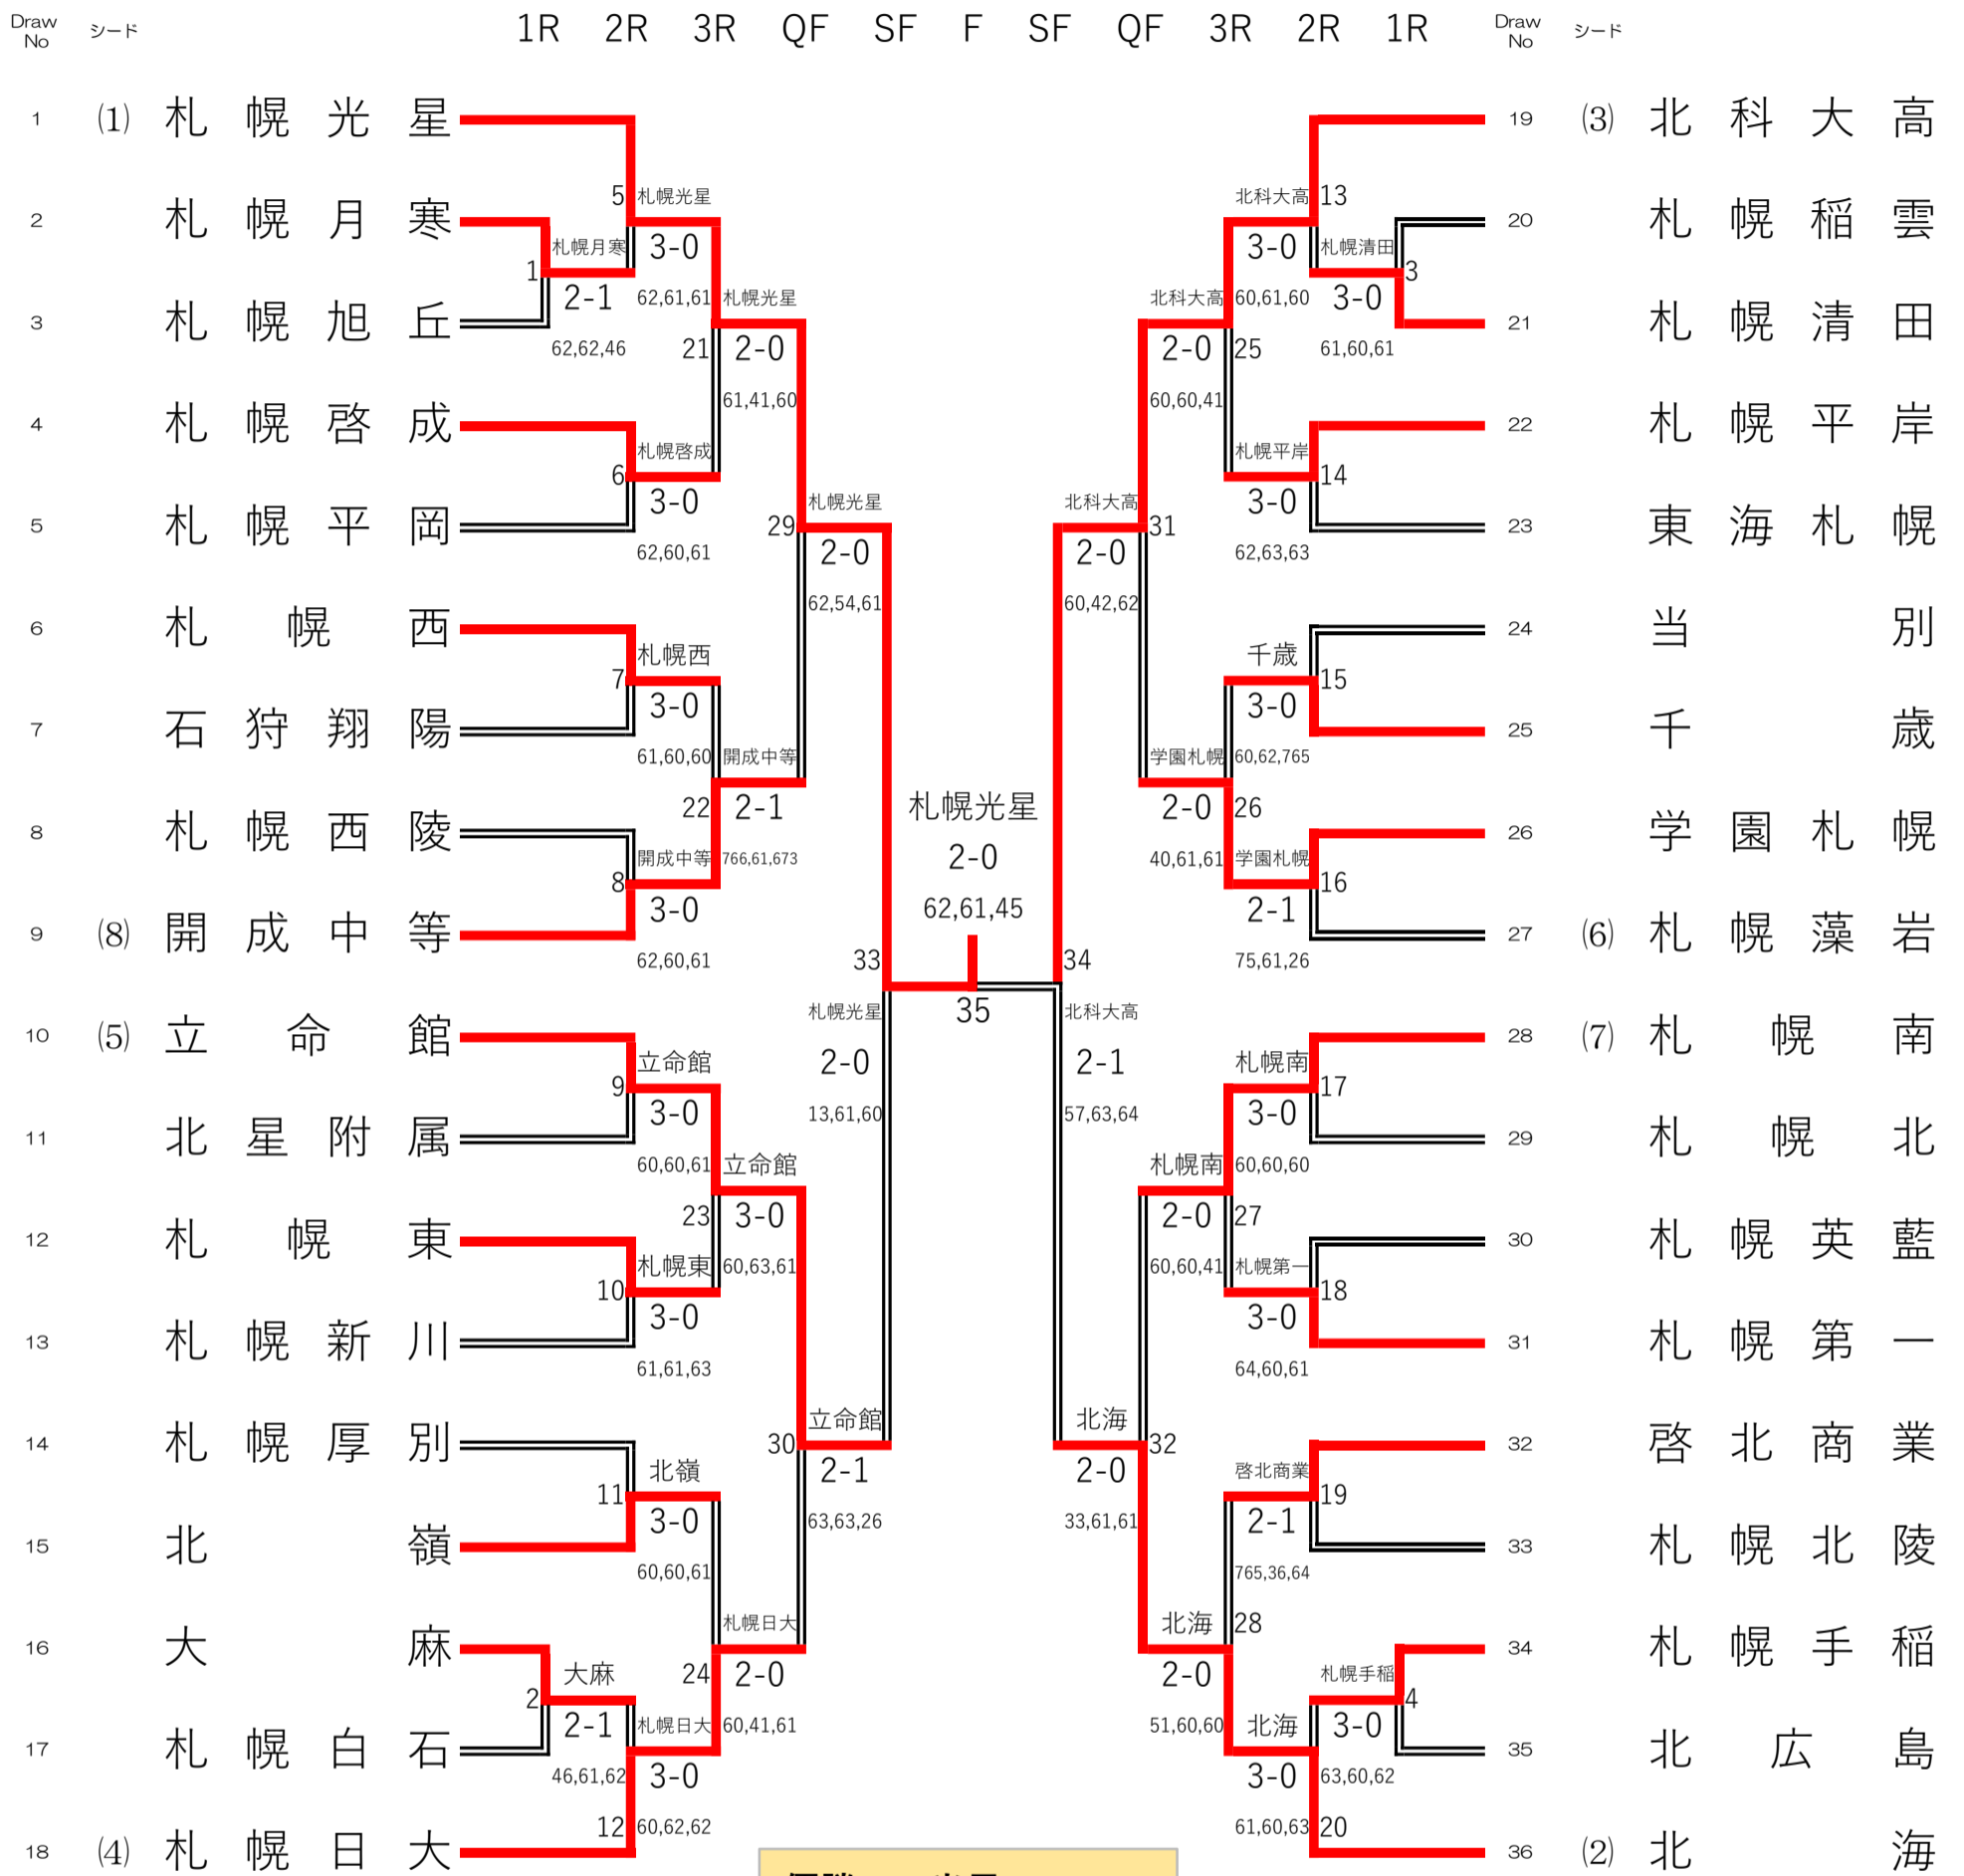 Draw No シード 1R 2R 3R QF SF F SF QF 3R 2R 1R Draw No シード
1 (1) 札幌光星 19 (3) 北科大高
5 札幌光星 北科大高 13
2 札幌月寒 20 札幌稲雲
札幌月寒 3-0 3-0 札幌清田
1 3
3 札幌旭丘 2-1 62,61,61 札幌光星 北科大高 60,61,60 3-0 21 札幌清田
62,62,46 21 2-0 2-0 25 61,60,61
61,41,60 60,60,41
4 札幌啓成 22 札幌平岸
札幌啓成 札幌平岸
6 14
5 札幌平岡 3-0 札幌光星 北科大高 3-0 23 東海札幌
29 31
62,60,61 2-0 2-0 62,63,63
62,54,61 60,42,62
6 札幌西 24 当別
札幌西 千歳
7 15
7 石狩翔陽 3-0 3-0 25 千歳
61,60,60 開成中等 学園札幌 60,62,765
22 2-1 札幌光星 2-0 26
8 札幌西陵 26 学園札幌
開成中等 766,61,673 2-0 40,61,61 学園札幌
8 16
9 (8) 開成中等 3-0 62,61,45 2-1 27 (6) 札幌藻岩
62,60,61 33 34 75,61,26
札幌光星 35 北科大高
10 (5) 立命館 28 (7) 札幌南
立命館 2-0 2-1 札幌南
9 17
11 北星附属 3-0 13,61,60 57,63,64 3-0 29 札幌北
60,60,61 立命館 札幌南 60,60,60
23 3-0 2-0 27
12 札幌東 30 札幌英藍
札幌東 60,63,61 60,60,41 札幌第一
10 18
13 札幌新川 3-0 3-0 31 札幌第一
61,61,63 64,60,61
立命館 北海
14 札幌厚別 30 32 32 啓北商業
北嶺 2-1 2-0 啓北商業
11 19
15 北嶺 3-0 63,63,26 33,61,61 2-1 33 札幌北陵
60,60,61 765,36,64
札幌日大 北海 28
16 大麻 34 札幌手稲
大麻 24 2-0 2-0 札幌手稲
2 4
17 札幌白石 2-1 札幌日大 60,41,61 51,60,60 北海 3-0 35 北広島
46,61,62 3-0 3-0 63,60,62
12 60,62,62 61,60,63 20
18 (4) 札幌日大 36 (2) 北海